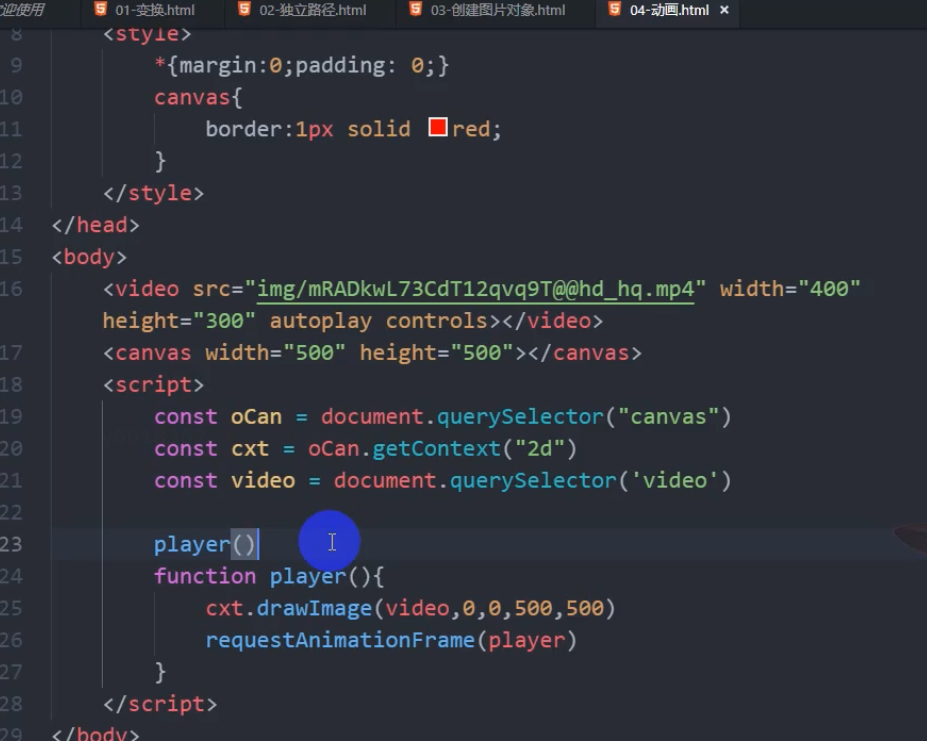 迎使用 01-变换.html 02-独立路径.html 03-创建图片对象.html 04-动画.html ×
8 <style>
9 *{margin:0;padding: 0;}
10 canvas{
11 border:1px solid red;
12 }
13 </style>
14 </head>
15 <body>
16 <video src="img/mRADkwL73CdT12qvq9T@@hd_hq.mp4" width="400"
height="300" autoplay controls></video>
17 <canvas width="500" height="500"></canvas>
18 <script>
19 const oCan = document.querySelector("canvas")
20 const cxt = oCan.getContext("2d")
21 const video = document.querySelector('video')
22
23 player()
24 function player(){
25 cxt.drawImage(video,0,0,500,500)
26 requestAnimationFrame(player)
27 }
28 </script>
29 </body>